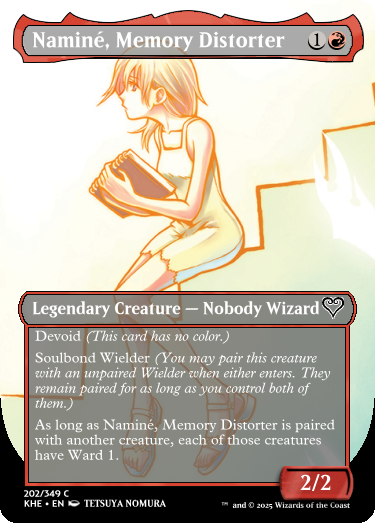 Naminé, Memory Distorter 1
Legendary Creature — Nobody Wizard
Devoid (This card has no color.)
Soulbond Wielder (You may pair this creature
with an unpaired Wielder when either enters. They
remain paired for as long as you control both of
them.)
As long as Naminé, Memory Distorter is paired
with another creature, each of those creatures
have Ward 1.
2/2
202/349 C
KHE • EN TETSUYA NOMURA
™ and © 2025 Wizards of the Coast